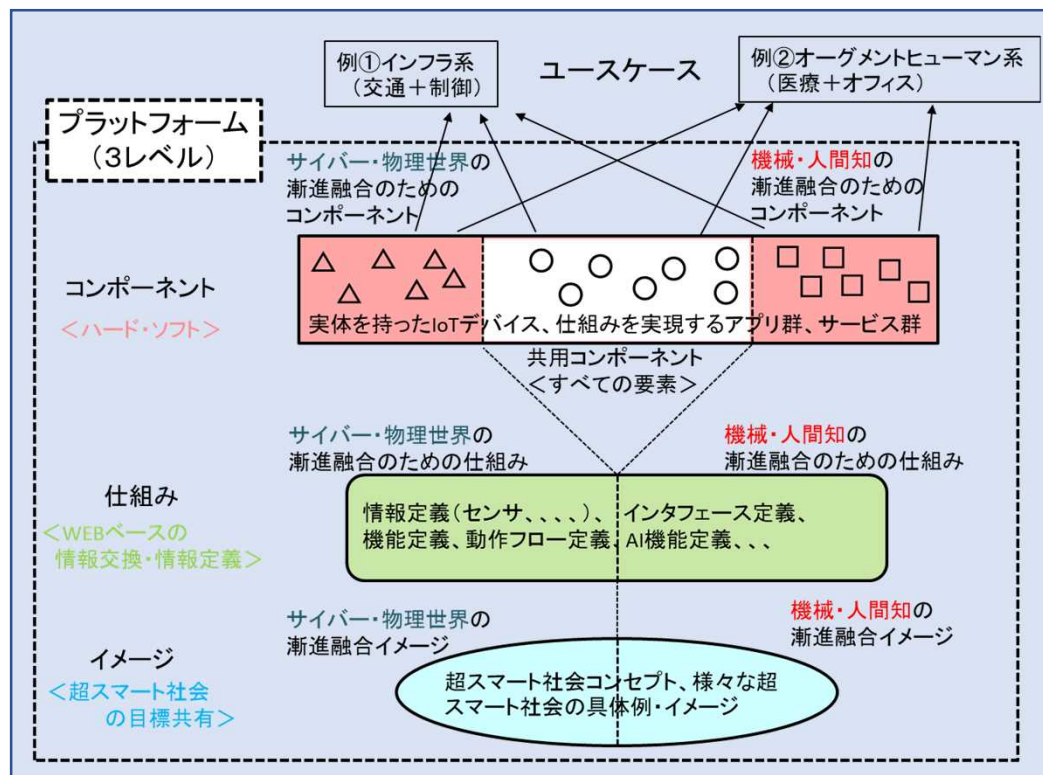 例①インフラ系
（交通＋制御）
ユースケース
例②オーグメントヒューマン系
（医療＋オフィス）
プラットフォーム
（３レベル）
サイバー・物理世界の
漸進融合のための
コンポーネント
機械・人間知の
漸進融合のための
コンポーネント
コンポーネント
＜ハード・ソフト＞
実体を持ったIoTデバイス、仕組みを実現するアプリ群、サービス群
共用コンポーネント
＜すべての要素＞
サイバー・物理世界の
漸進融合のための仕組み
機械・人間知の
漸進融合のための仕組み
仕組み
＜WEBベースの
情報交換・情報定義＞
情報定義（センサ、、、、）、 インタフェース定義、
機能定義、動作フロー定義、AI機能定義、、、
サイバー・物理世界の
漸進融合イメージ
機械・人間知の
漸進融合イメージ
イメージ
＜超スマート社会
の目標共有＞
超スマート社会コンセプト、様々な超
スマート社会の具体例・イメージ